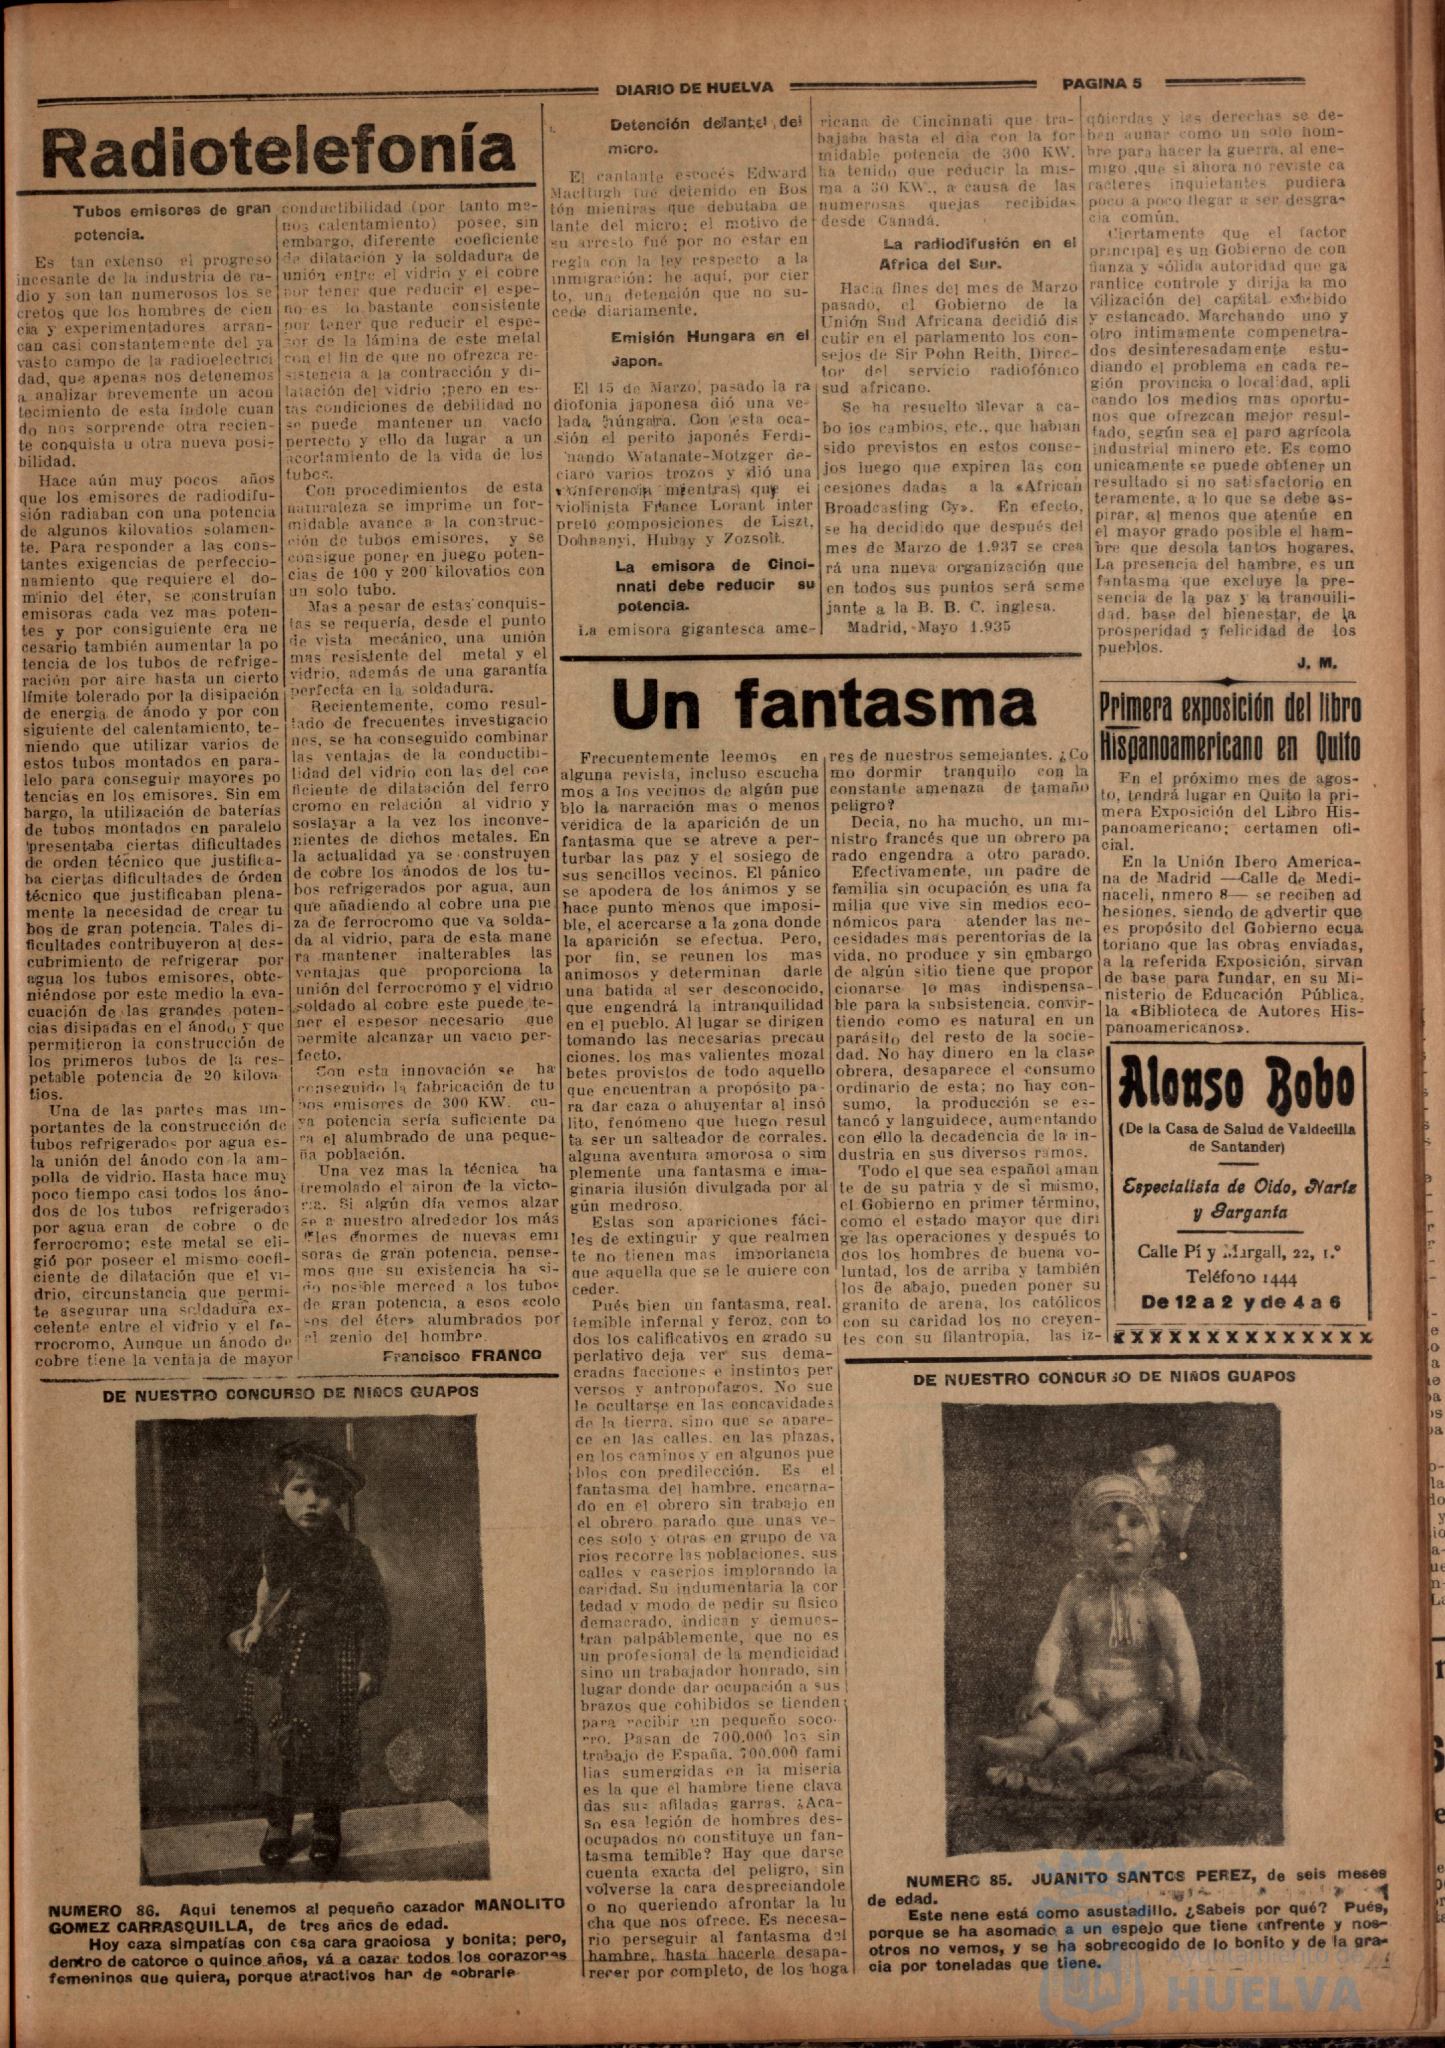 DIARIO DE HUELVA
PAGINA 5
Radiotelefonía
Tubos emisores de gran
potencia.
Es tan extenso el progreso
incesante de la industria de ra-
dio y son tan numerosos los se
cretos que los hombres de cien
cia y experimentadores arran-
can casi constantemente del ya
vasto campo de la radioelectrici
dad, que apenas nos detenemos
a analizar brevemente un acon
tecimiento de esta índole cuan
do nos sorprende otra recien-
te conquista u otra nueva posi-
bilidad.
Hace aún muy pocos años
que los emisores de radiodifu-
sión radiaban con una potencia
de algunos kilovatios solamen-
te. Para responder a las cons-
tantes exigencias de perfeccio-
namiento que requiere el do-
minio del éter, se construían
emisoras cada vez mas poten-
tes y por consiguiente era ne
cesario también aumentar la po
tencia de los tubos de refrige-
ración por aire hasta un cierto
límite tolerado por la disipación
de energía de ánodo y por con
siguiente del calentamiento, te-
niendo que utilizar varios de
estos tubos montados en para-
lelo para conseguir mayores po
tencias en los emisores. Sin em
bargo, la utilización de baterías
de tubos montados en paralelo
presentaba ciertas dificultades
de orden técnico que justifica-
ba ciertas dificultades de órden
técnico que justificaban plena-
mente la necesidad de crear tu
bos de gran potencia. Tales di-
ficultades contribuyeron al des-
cubrimiento de refrigerar por
agua los tubos emisores, obte-
niéndose por este medio la eva-
cuación de las grandes poten-
cias disipadas en el ánodo y que
permitieron la construcción de
los primeros tubos de la res-
petable potencia de 20 kilova-
tios.
Una de las partes mas im-
portantes de la construcción de
tubos refrigerados por agua es-
la unión del ánodo con la am-
polla de vidrio. Hasta hace muy
poco tiempo casi todos los áno-
dos de los tubos refrigerados
por agua eran de cobre o de
ferrocromo; este metal se eli-
gió por poseer el mismo coefi-
ciente de dilatación que el vi-
drio, circunstancia que permi-
te asegurar una soldadura ex-
celente entre el vidrio y el fe-
rrocromo, Aunque un ánodo de
cobre tiene la ventaja de mayor
conductibilidad (por tanto me-
nos calentamiento) posee, sin
embargo, diferente coeficiente
de dilatación y la soldadura de
unión entre el vidrio y el cobre
por tener que reducir el espe-
no es lo bastante consistente
por tener que reducir el espe-
sor de la lámina de este metal
con el fin de que no ofrezca re-
sistencia a la contracción y di-
latación del vidrio ;pero en es-
tas condiciones de debilidad no
se puede mantener un vacío
perfecto y ello da lugar a un
acortamiento de la vida de los
tubos.
Con procedimientos de esta
naturaleza se imprime un for-
midable avance a la construc-
ción de tubos emisores, y se
consigue poner en juego poten-
cias de 100 y 200 kilovatios con
un solo tubo.
Mas a pesar de estas conquis-
tas se requería, desde el punto
de vista mecánico, una unión
mas resistente del metal y el
vidrio, además de una garantía
perfecta en la soldadura.
Recientemente, como resul-
tado de frecuentes investigacio
nes, se ha conseguido combinar
las ventajas de la conductibi-
lidad del vidrio con las del coe
ficiente de dilatación del ferro
cromo en relación al vidrio y
soslayar a la vez los inconve-
nientes de dichos metales. En
la actualidad ya se construyen
de cobre los ánodos de los tu-
bos refrigerados por agua, aun
que añadiendo al cobre una pie
za de ferrocromo que va solda-
da al vidrio, para de esta mane
ra mantener inalterables las
ventajas que proporciona la
unión del ferrocromo y el vidrio
soldado al cobre este puede te-
ner el espesor necesario que
permite alcanzar un vacío per-
fecto.
Con esta innovación se ha
conseguido la fabricación de tu
bos emisores de 300 KW. cu-
ya potencia sería suficiente pa
ra el alumbrado de una peque-
ña población.
Una vez mas la técnica ha
tremolado el airon de la victo-
ria. Si algún día vemos alzar
se a nuestro alrededor los más
tiles énormes de nuevas emi
soras de gran potencia, pense-
mos que su existencia ha si-
do posible merced a los tubos
de gran potencia, a esos «colo
sos del éter» alumbrados por
el genio del hombre.
Francisco FRANCO
Detención delantel del
micro.
El cantante escocés Edward
MacHugh fué detenido en Bos
tón mientras que debutaba de
lante del micro; el motivo de
su arresto fué por no estar en
regla con la ley respecto a la
inmigración; he aquí, por cier
to, una detención que no su-
cede diariamente.
Emisión Hungara en el
Japon.
El 15 de Marzo, pasado la ra
diofonia japonesa dió una ve-
lada húngara. Con esta oca-
sión el perito japonés Ferdi-
nando Watanate-Motzger de-
claró varios trozos y dió una
conferencia mientras que el
violinista France Lorant inter
pretó composiciones de Liszt,
Dohnanyi, Hubay y Zozsolt.
La emisora de Cinci-
nnati debe reducir su
potencia.
La emisora gigantesca ame-
ricana de Cincinnati que tra-
bajaba hasta el día con la for
midable potencia de 300 KW.
ha tenido que reducir la mis-
ma a 30 KW., a causa de las
numerosas quejas recibidas
desde Canadá.
La radiodifusión en el
Africa del Sur.
Hacia fines del mes de Marzo
pasado, el Gobierno de la
Unión Sud Africana decidió dis
cutir en el parlamento los con-
sejos de Sir Pohn Reith, Direc-
tor del servicio radiofónico
sud africano.
Se ha resuelto llevar a ca-
bo los cambios, etc., que habían
sido previstos en estos conse-
jos luego que expiren las con
cesiones dadas a la «African
Broadcasting Cy». En efecto,
se ha decidido que después del
mes de Marzo de 1.937 se crea
rá una nueva organización que
en todos sus puntos será seme
jante a la B. B. C. inglesa.
Madrid, Mayo 1.935
Un fantasma
Frecuentemente leemos en
alguna revista, incluso escucha
mos a los vecinos de algún pue
blo la narración mas o menos
verídica de la aparición de un
fantasma que se atreve a per-
turbar las paz y el sosiego de
sus sencillos vecinos. El pánico
se apodera de los ánimos y se
hace punto menos que imposi-
ble, el acercarse a la zona donde
la aparición se efectua. Pero,
por fin, se reunen los mas
animosos y determinan darle
una batida al ser desconocido,
que engendrá la intranquilidad
en el pueblo. Al lugar se dirigen
tomando las necesarias precau
ciones, los mas valientes mozal
betes provistos de todo aquello
que encuentran a propósito pa-
ra dar caza o ahuyentar al insó
lito, fenómeno que luego resul
ta ser un salteador de corrales.
alguna aventura amorosa o sim
plemente una fantasma e ima-
ginaria ilusión divulgada por al
gún medroso.
Estas son apariciones fáci-
les de extinguir y que realmen
te no tienen mas importancia
que aquella que se le quiere con
ceder.
Pués bien un fantasma, real.
temible infernal y feroz, con to
dos los calificativos en grado su
perlativo deja ver sus dema-
cradas facciones e instintos per
versos y antropófagos. No sue
le ocultarse en las concavidades
de la tierra, sino que se apare-
ce en las calles, en las plazas,
en los caminos y en algunos pue
blos con predilección. Es el
fantasma del hambre, encarna-
do en el obrero sin trabajo en
el obrero parado que unas ve-
ces solo y otras en grupo de va
rios recorre las poblaciones, sus
calles y caserios implorando la
caridad. Su indumentaria la cor
tedad y modo de pedir su físico
demacrado, indican y demues-
tran palpáblemente, que no es
un profesional de la mendicidad
sino un trabajador honrado, sin
lugar donde dar ocupación a sus
brazos que cohibidos se tienden
para recibir un pequeño soco-
rro. Pasan de 700.000 los sin
trabajo de España. 700.000 fami
lias sumergidas en la miseria
es la que el hambre tiene clava
das sus afiladas garras. ¿Aca-
so esa legión de hombres des-
ocupados no constituye un fan-
tasma temible? Hay que darse
cuenta exacta del peligro, sin
volverse la cara despreciandole
o no queriendo afrontar la lu
cha que nos ofrece. Es necesa-
rio perseguir al fantasma del
hambre, hasta hacerle desapa-
recer por completo, de los hoga
res de nuestros semejantes. ¿Co
mo dormir tranquilo con la
constante amenaza de tamaño
peligro?
Decia, no ha mucho, un mi-
nistro francés que un obrero pa
rado engendra a otro parado.
Efectivamente, un padre de
familia sin ocupación es una fa
milia que vive sin medios eco-
nómicos para atender las ne-
cesidades mas perentorias de la
vida, no produce y sin embargo
de algún sitio tiene que propor
cionarse lo mas indispensa-
ble para la subsistencia, convir-
tiendo como es natural en un
parásito del resto de la socie-
dad. No hay dinero en la clase
obrera, desaparece el consumo
ordinario de esta; no hay con-
sumo, la producción se es-
tancó y languidece, aumentando
con ello la decadencia de la in-
dustria en sus diversos ramos.
Todo el que sea español aman
te de su patria y de si mismo,
el Gobierno en primer término,
como el estado mayor que diri
ge las operaciones y después to
dos los hombres de buena vo-
luntad, los de arriba y también
los de abajo, pueden poner su
granito de arena, los católicos
con su caridad los no creyen-
tes con su filantropia, las iz-
qüierdas y las derechas se de-
ben aunar como un solo hom-
bre para hacer la guerra, al ene-
migo ,que si ahora no reviste ca
racteres inquietantes pudiera
poco a poco llegar a ser desgra-
cia común.
Ciertamente que el factor
principal es un Gobierno de con
fianza y sólida autoridad que ga
rantice controle y dirija la mo
vilización del capital exhibido
y estancado. Marchando uno y
otro intimamente compenetra-
dos desinteresadamente estu-
diando el problema en cada re-
gión provincia o localidad, apli
cando los medios mas oportu-
nos que ofrezcan mejor resul-
tado, según sea el paro agrícola
industrial minero etc. Es como
unicamente se puede obtener un
resultado si no satisfactorio en
teramente, a lo que se debe as-
pirar, al menos que atenúe en
el mayor grado posible el ham-
bre que desola tantos hogares.
La presencia del hambre, es un
fantasma que excluye la pre-
sencia de la paz y la tranquili-
dad, base del bienestar, de la
prosperidad y felicidad de los
pueblos.
J. M.
Primera exposición del libro
Hispanoamericano en Quito
En el próximo mes de agos-
to, tendrá lugar en Quito la pri-
mera Exposición del Libro His-
panoamericano; certamen ofi-
cial.
En la Unión Ibero America-
na de Madrid —Calle de Medi-
naceli, nmero 8— se reciben ad
hesiones, siendo de advertir que
es propósito del Gobierno ecua
toriano que las obras enviadas,
a la referida Exposición, sirvan
de base para fundar, en su Mi-
nisterio de Educación Pública,
la «Biblioteca de Autores His-
panoamericanos».
Alonso Bobo
(De la Casa de Salud de Valdecilla
de Santander)
Especialista de Oido, Nariz
y Garganta
Calle Pí y Margall, 22, 1.º
Teléfono 1444
De 12 a 2 y de 4 a 6
DE NUESTRO CONCURSO DE NIÑOS GUAPOS
NUMERO 86. Aqui tenemos al pequeño cazador MANOLITO
GOMEZ CARRASQUILLA, de tres años de edad.
Hoy caza simpatías con esa cara graciosa y bonita; pero,
dentro de catorce o quince años, vá a cazar todos los corazones
femeninos que quiera, porque atractivos han de sobrarle
DE NUESTRO CONCURSO DE NIÑOS GUAPOS
NUMERO 85. JUANITO SANTOS PEREZ, de seis meses
de edad.
Este nene está como asustadillo. ¿Sabeis por qué? Pués,
porque se ha asomado a un espejo que tiene enfrente y nos-
otros no vemos, y se ha sobrecogido de lo bonito y de la gra-
cia por toneladas que tiene.
Ayuntamiento de
HUELVA